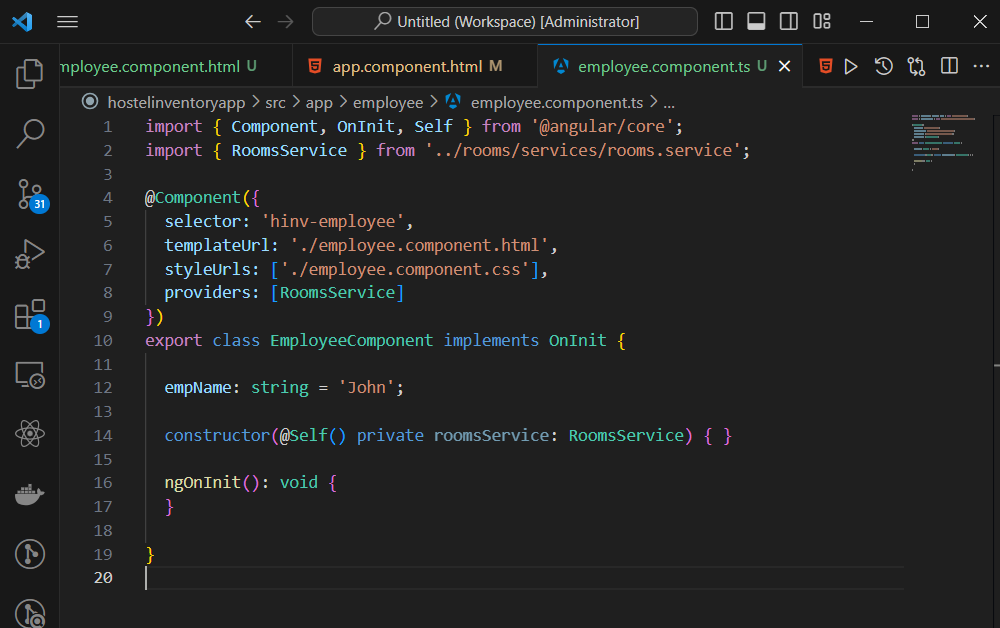 Untitled (Workspace) [Administrator]
mployee.component.html U
app.component.html M
employee.component.ts U
hostelinventoryapp > src > app > employee > employee.component.ts > ...
31
1
1 import { Component, OnInit, Self } from '@angular/core';
2 import { RoomsService } from '../rooms/services/rooms.service';
3
4 @Component({
5 selector: 'hinv-employee',
6 templateUrl: './employee.component.html',
7 styleUrls: ['./employee.component.css'],
8 providers: [RoomsService]
9 })
10 export class EmployeeComponent implements OnInit {
11
12 empName: string = 'John';
13
14 constructor(@Self() private roomsService: RoomsService) { }
15
16 ngOnInit(): void {
17 }
18
19 }
20